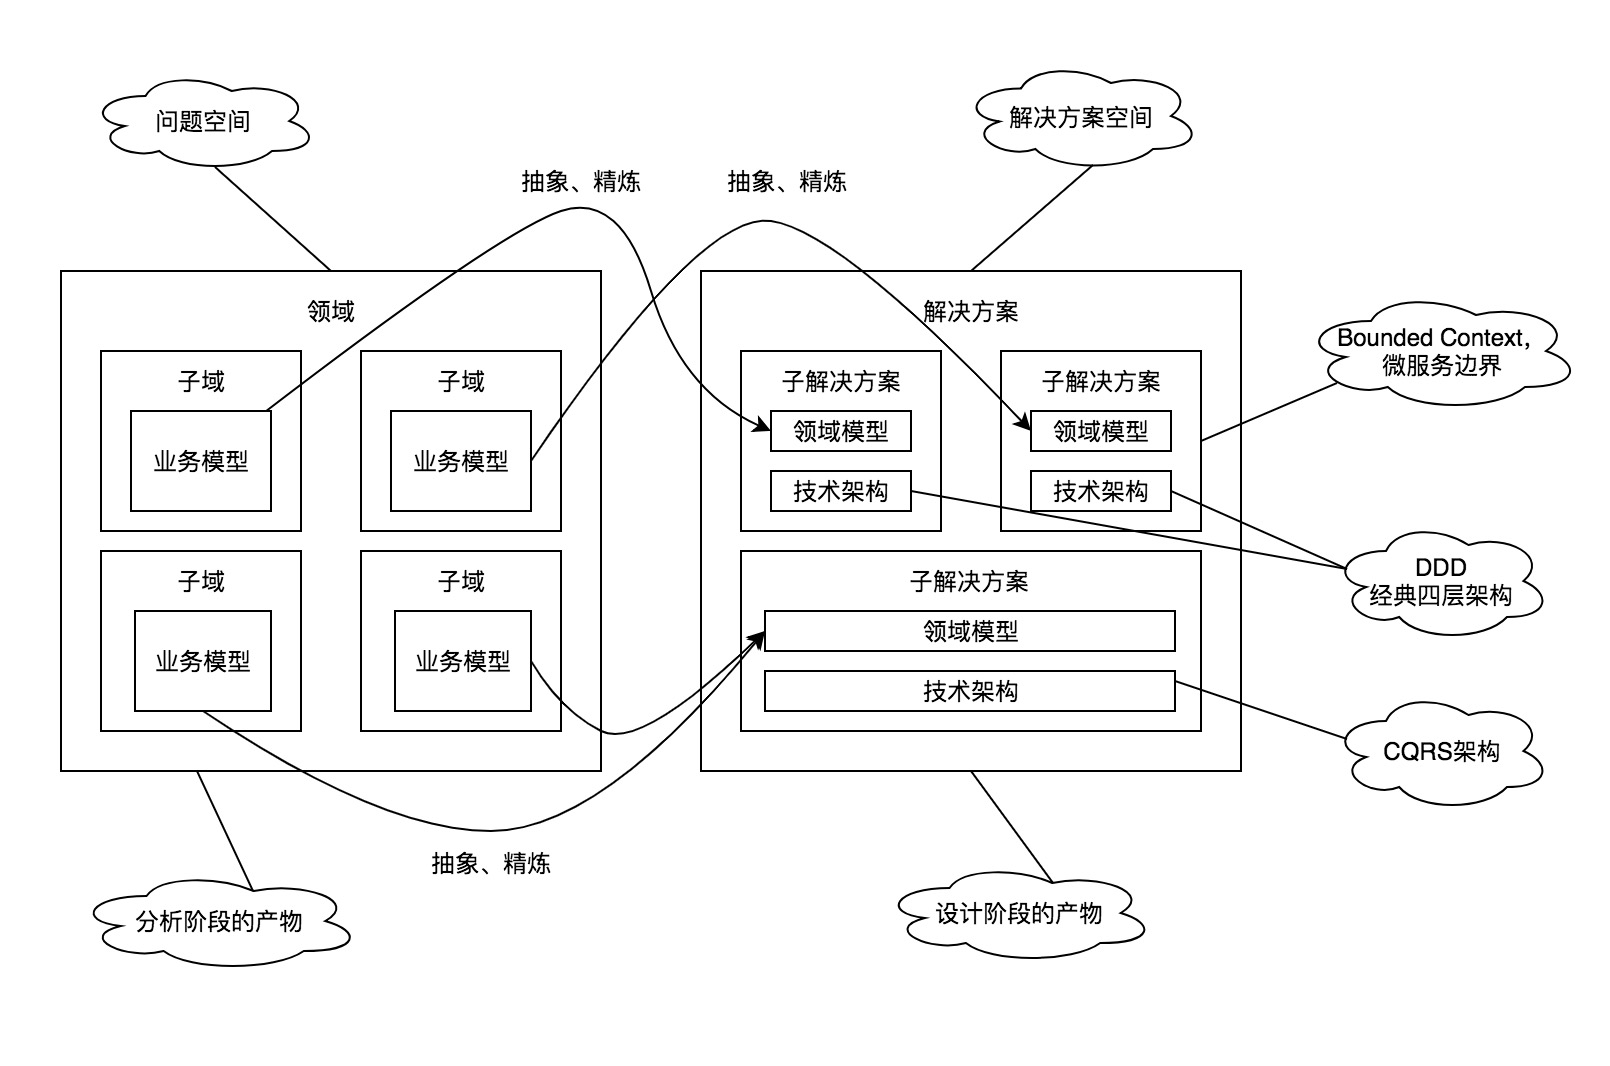 问题空间
解决方案空间
抽象、精炼
抽象、精炼
领域
解决方案
Bounded Context，
微服务边界
子域
子域
子解决方案
子解决方案
业务模型
业务模型
领域模型
领域模型
技术架构
技术架构
DDD
经典四层架构
子域
子域
子解决方案
业务模型
业务模型
领域模型
技术架构
CQRS架构
抽象、精炼
分析阶段的产物
设计阶段的产物